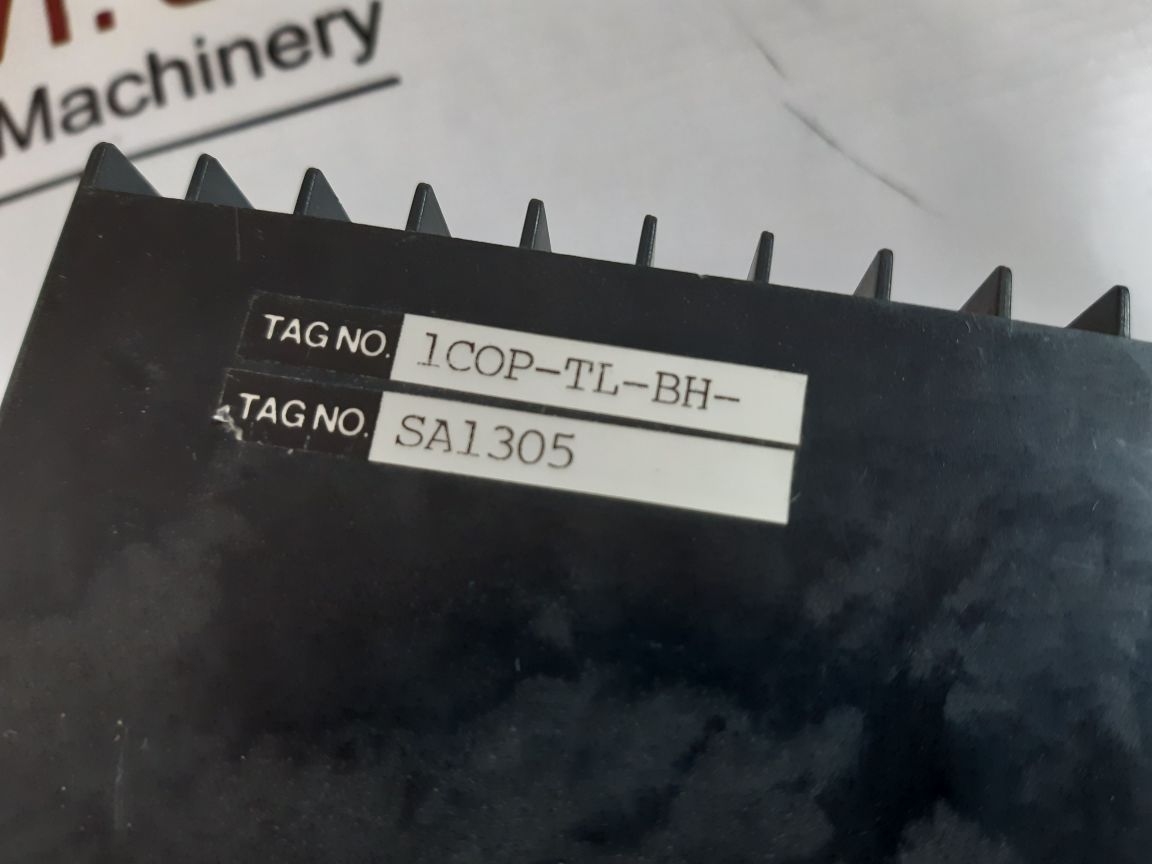 Machinery
TAG NO. 1COP-TL-BH-
TAG NO. SA1305